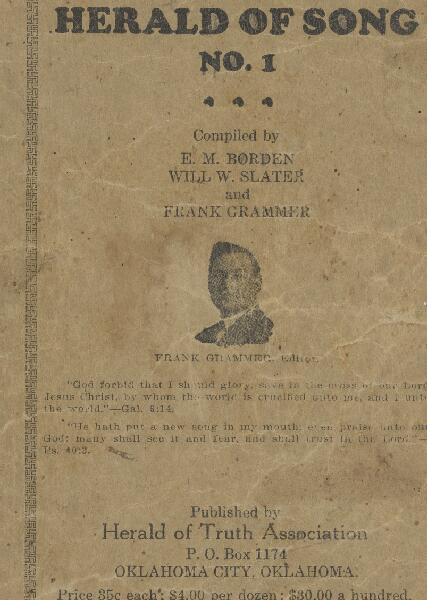 HERALD OF SONG
NO. 1
Compiled by
E. M. BORDEN
WILL W. SLATER
and
FRANK GRAMMER
FRANK GRAMMER, Editor.
"God forbid that I should glory, save in the cross of our Lord
Jesus Christ, by whom the world is crucified unto me, and I unto
the world."—Gal. 6:14.
"He hath put a new song in my mouth; even praise unto our
God; many shall see it and fear, and shall trust in the Lord."—
Ps. 40:3.
Published by
Herald of Truth Association
P. O. Box 1174
OKLAHOMA CITY, OKLAHOMA.
Price 35c each; $4.00 per dozen; $30.00 a hundred.